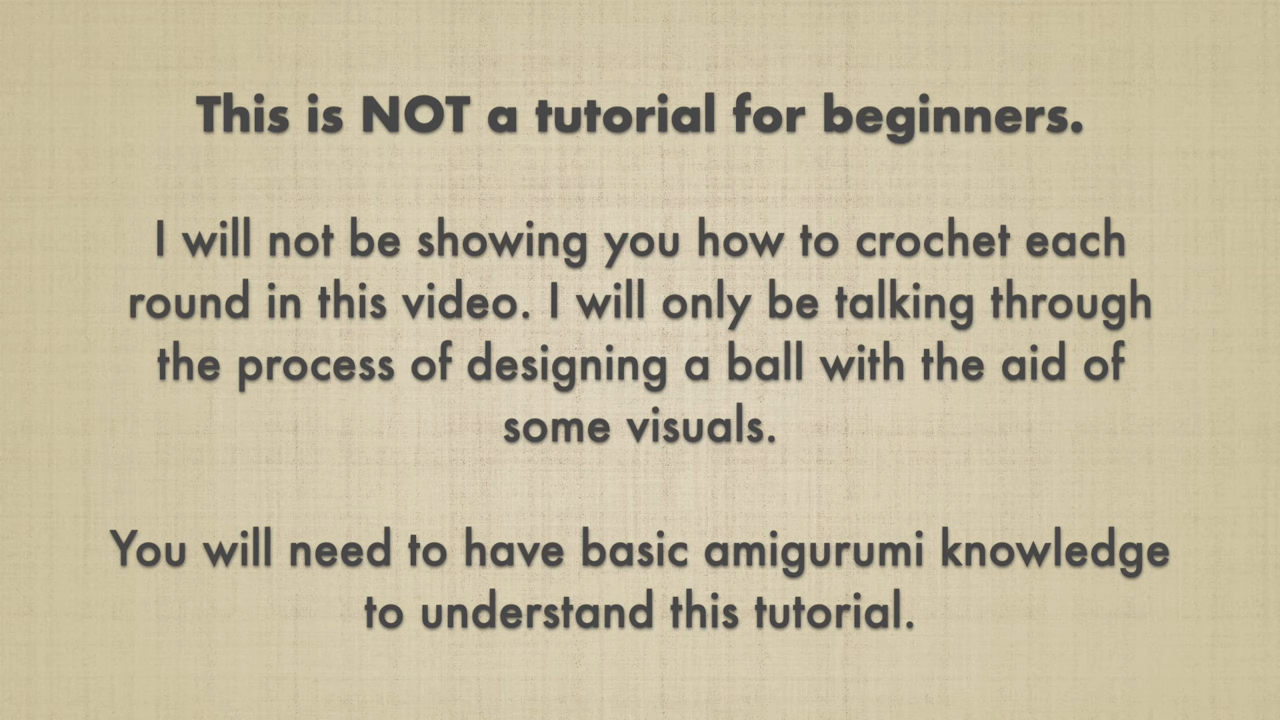 This is NOT a tutorial for beginners.
I will not be showing you how to crochet each
round in this video. I will only be talking through
the process of designing a ball with the aid of
some visuals.
You will need to have basic amigurumi knowledge
to understand this tutorial.